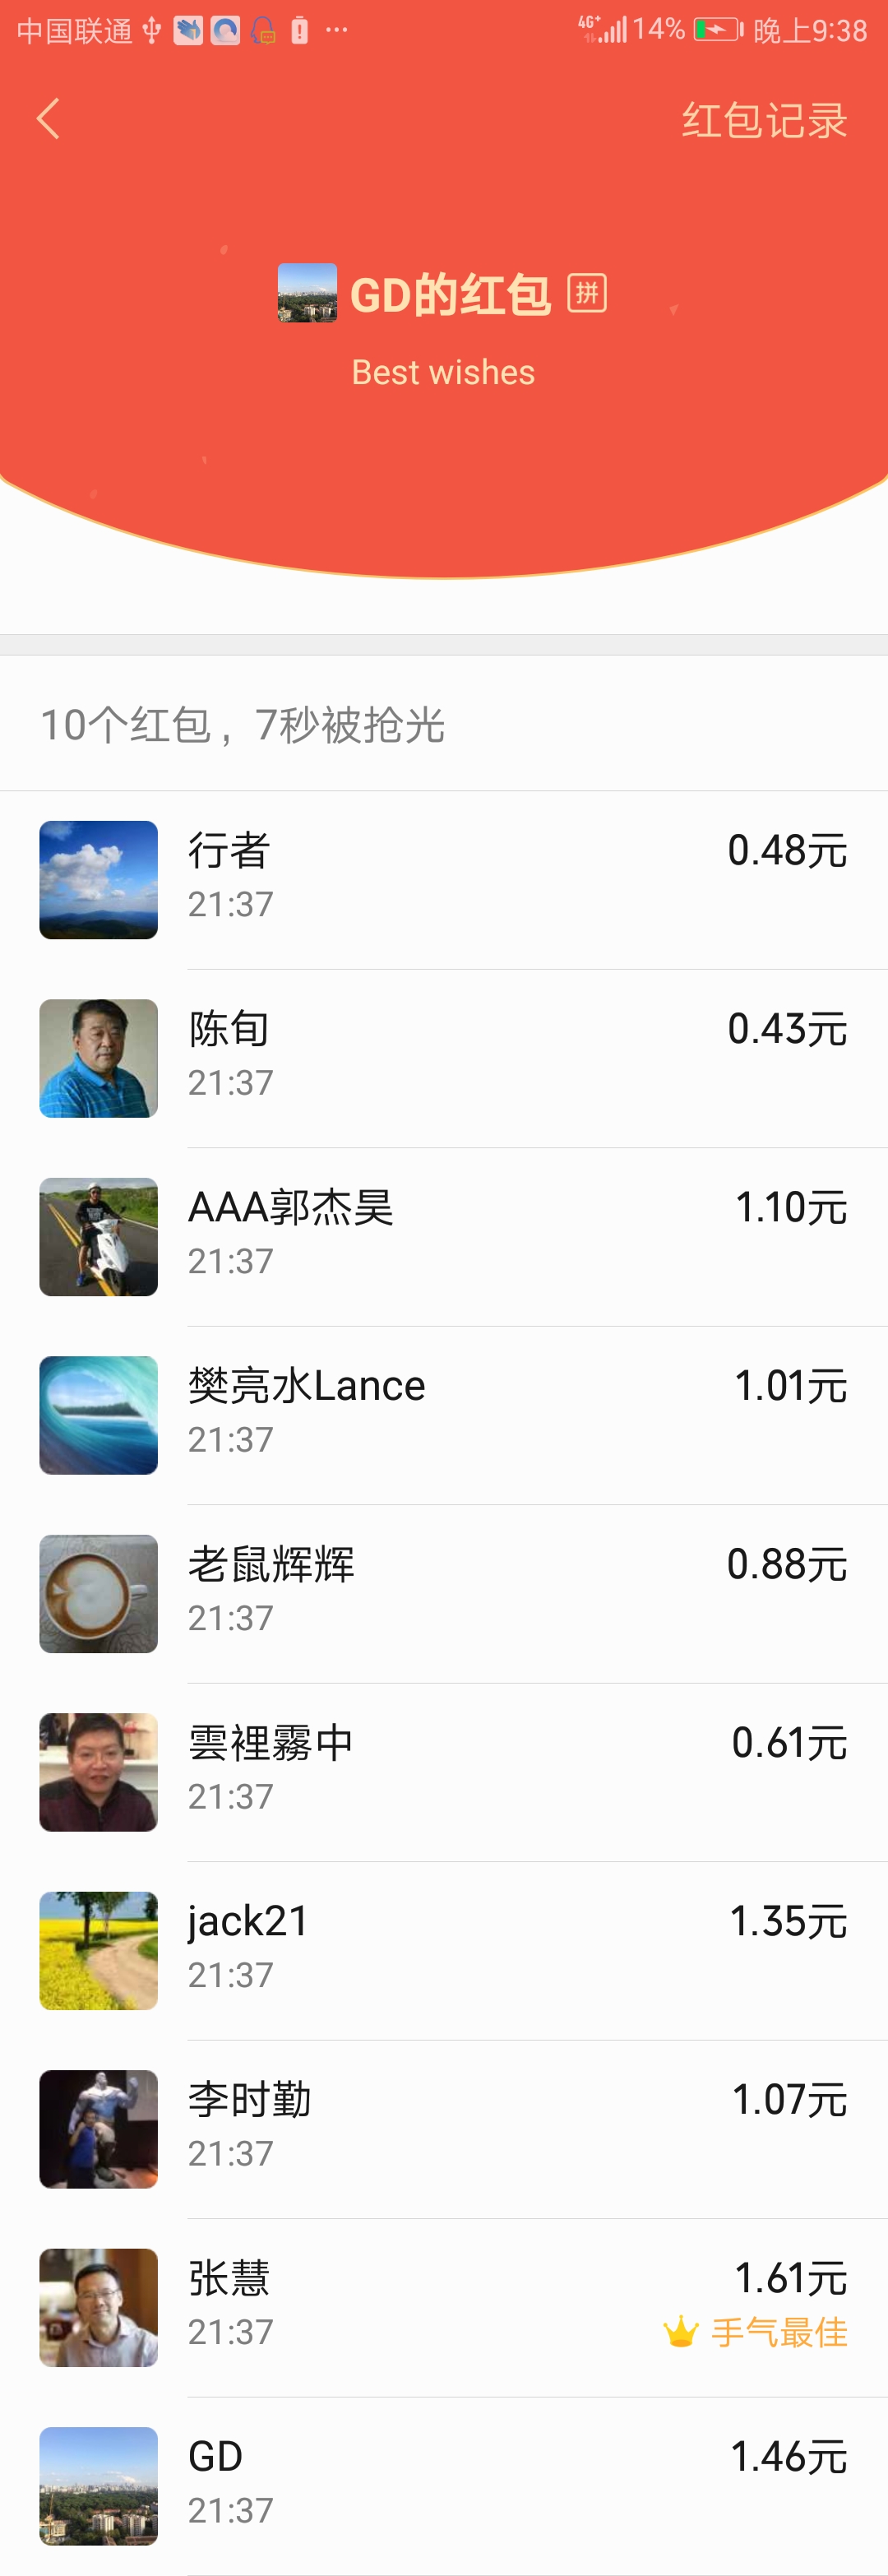 中国联通 4G+ 14% 晚上9:38
红包记录
GD的红包 拼
Best wishes
10个红包，7秒被抢光
行者 0.48元
21:37
陈旬 0.43元
21:37
AAA郭杰昊 1.10元
21:37
樊亮水Lance 1.01元
21:37
老鼠辉辉 0.88元
21:37
雲裡霧中 0.61元
21:37
jack21 1.35元
21:37
李时勤 1.07元
21:37
张慧 1.61元
21:37 手气最佳
GD 1.46元
21:37